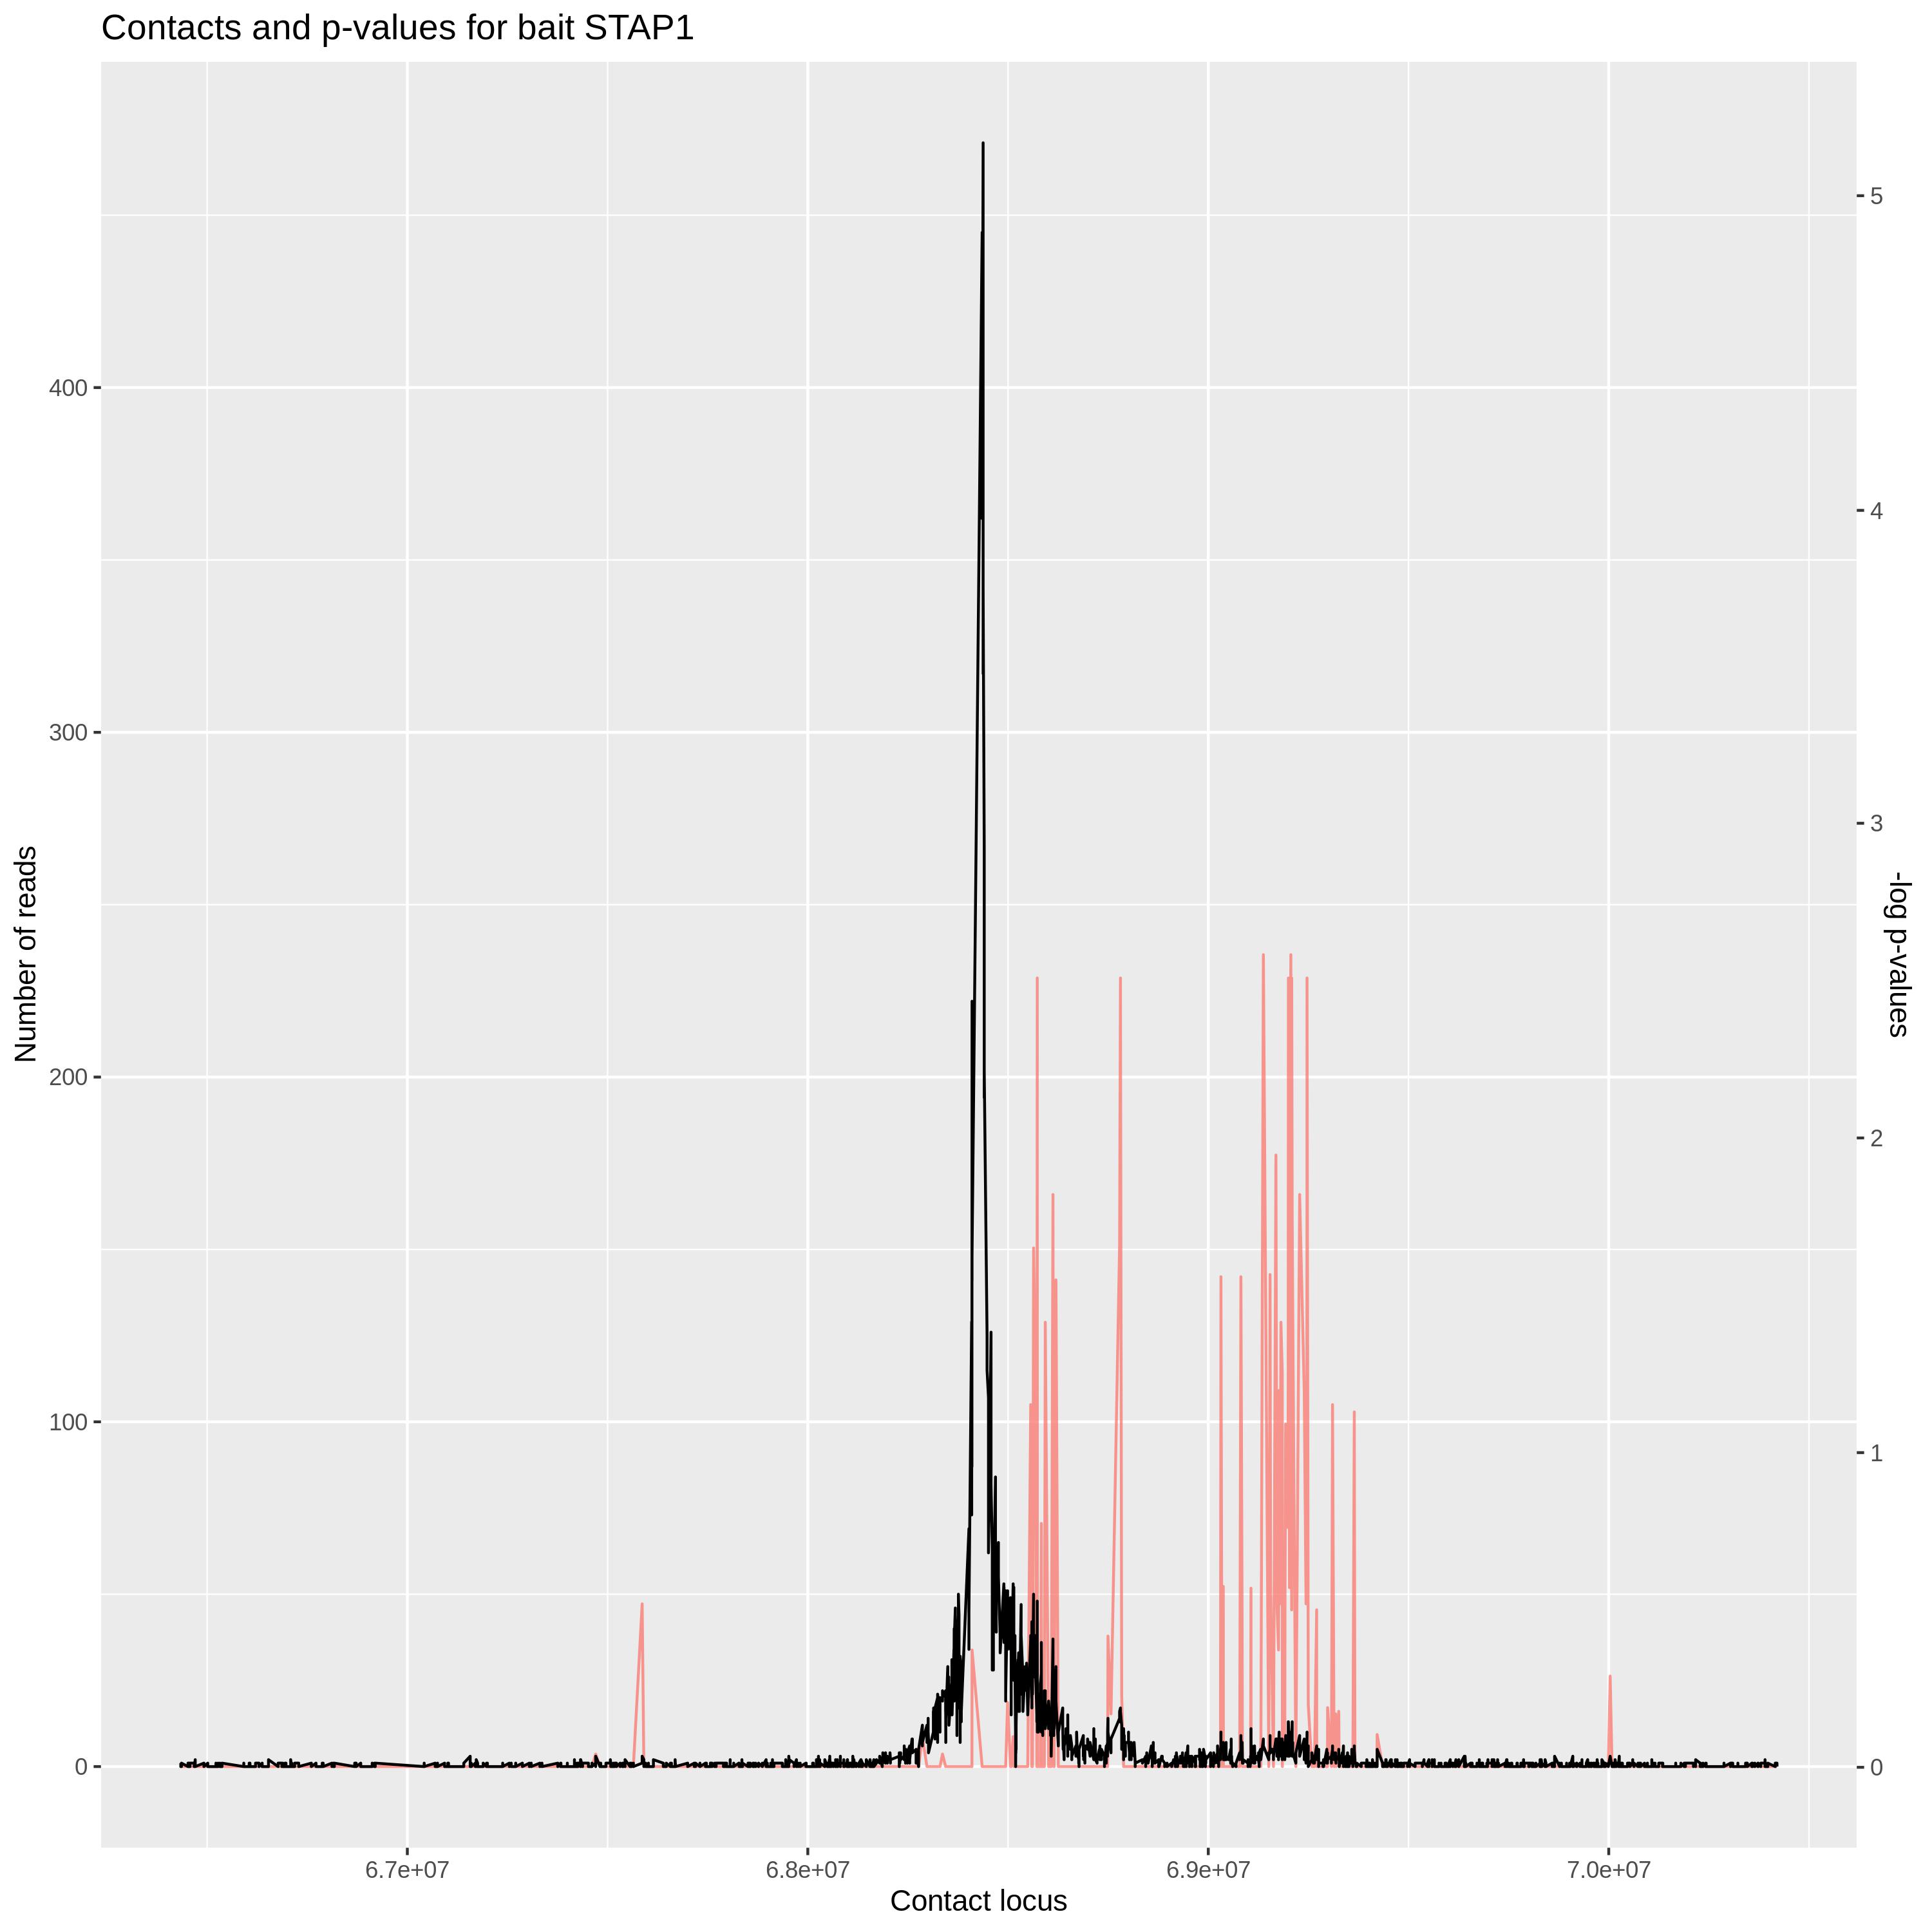 Contacts and p-values for bait STAP1
Number of reads
400
300
200
100
0
5
4
3
2
1
0
-log p-values
6.7e+07 6.8e+07 6.9e+07 7.0e+07
Contact locus